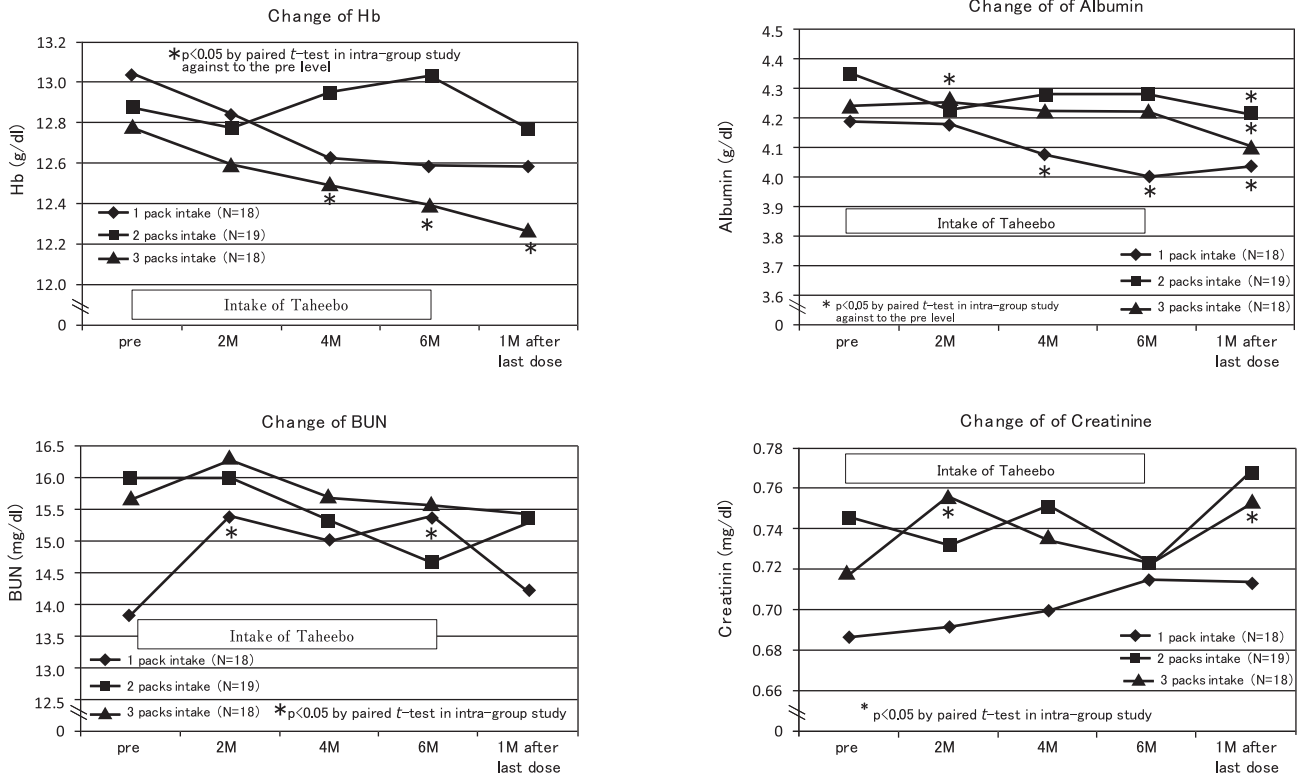 Change of Hb
13.2
13.0
12.8
12.6
12.4
12.2
12.0
0
Hb (g/dl)
*p<0.05 by paired t-test in intra-group study
against to the pre level
1 pack intake (N=18)
2 packs intake (N=19)
3 packs intake (N=18)
*
*
*
Intake of Taheebo
pre
2M
4M
6M
1M after
last dose
Change of of Albumin
4.5
4.4
4.3
4.2
4.1
4.0
3.9
3.8
3.7
3.6
0
Albumin (g/dl)
*
*
*
*
*
*
Intake of Taheebo
1 pack intake (N=18)
2 packs intake (N=19)
3 packs intake (N=18)
* p<0.05 by paired t-test in intra-group study
against to the pre level
pre
2M
4M
6M
1M after
last dose
Change of BUN
16.5
16.0
15.5
15.0
14.5
14.0
13.5
13.0
12.5
0
BUN (mg/dl)
*
*
Intake of Taheebo
1 pack intake (N=18)
2 packs intake (N=19)
3 packs intake (N=18)
*p<0.05 by paired t-test in intra-group study
pre
2M
4M
6M
1M after
last dose
Change of of Creatinine
0.78
0.76
0.74
0.72
0.70
0.68
0.66
0
Creatinin (mg/dl)
Intake of Taheebo
*
*
1 pack intake (N=18)
2 packs intake (N=19)
3 packs intake (N=18)
* p<0.05 by paired t-test in intra-group study
pre
2M
4M
6M
1M after
last dose